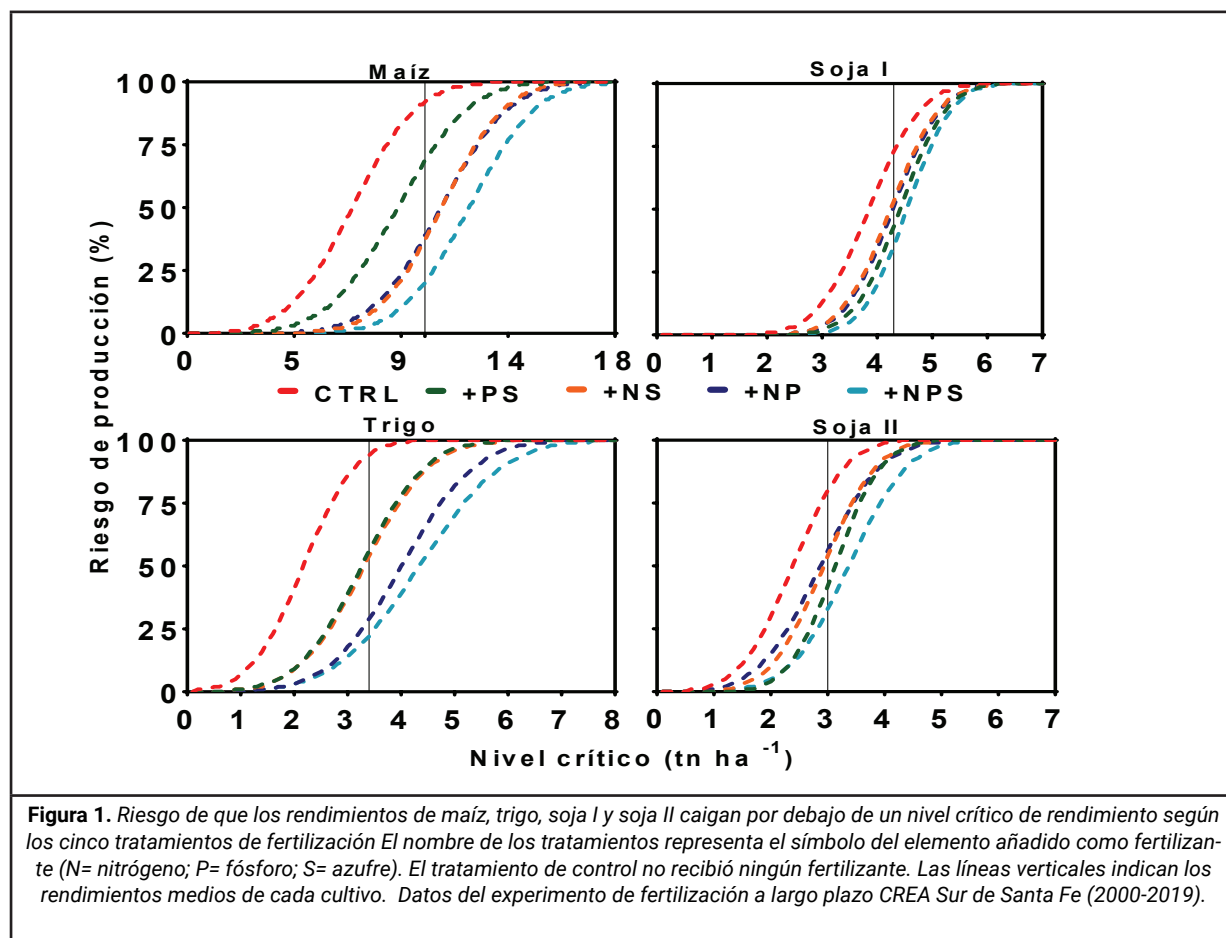 Maíz
Soja I
Riesgo de producción (%)
100
75
50
25
0
0 5 9 14 18
0 1 2 3 4 5 6 7
CTRL +PS +NS +NP +NPS
Trigo
Soja II
100
75
50
25
0
0 1 2 3 4 5 6 7 8
0 1 2 3 4 5 6 7
Nivel crítico (tn ha -1)
Figura 1. Riesgo de que los rendimientos de maíz, trigo, soja I y soja II caigan por debajo de un nivel crítico de rendimiento según
los cinco tratamientos de fertilización El nombre de los tratamientos representa el símbolo del elemento añadido como fertilizan-
te (N= nitrógeno; P= fósforo; S= azufre). El tratamiento de control no recibió ningún fertilizante. Las líneas verticales indican los
rendimientos medios de cada cultivo. Datos del experimento de fertilización a largo plazo CREA Sur de Santa Fe (2000-2019).